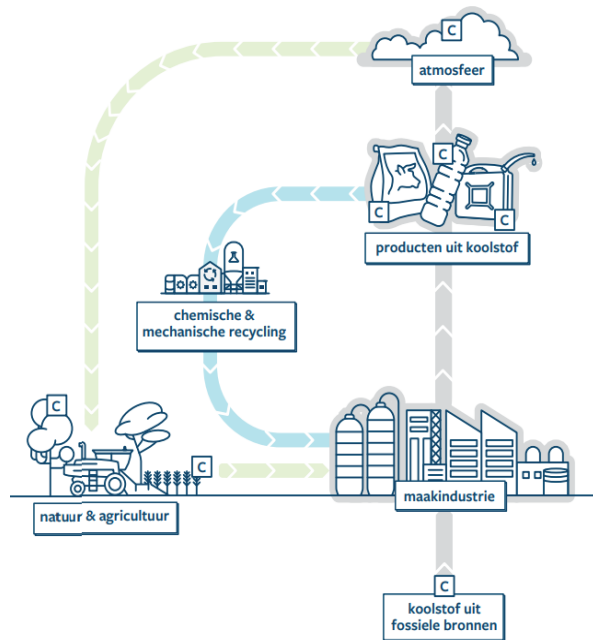 C
atmosfeer
C
C
C
producten uit koolstof
chemische &
mechanische recycling
C
C
natuur & agricultuur
maakindustrie
C
koolstof uit
fossiele bronnen